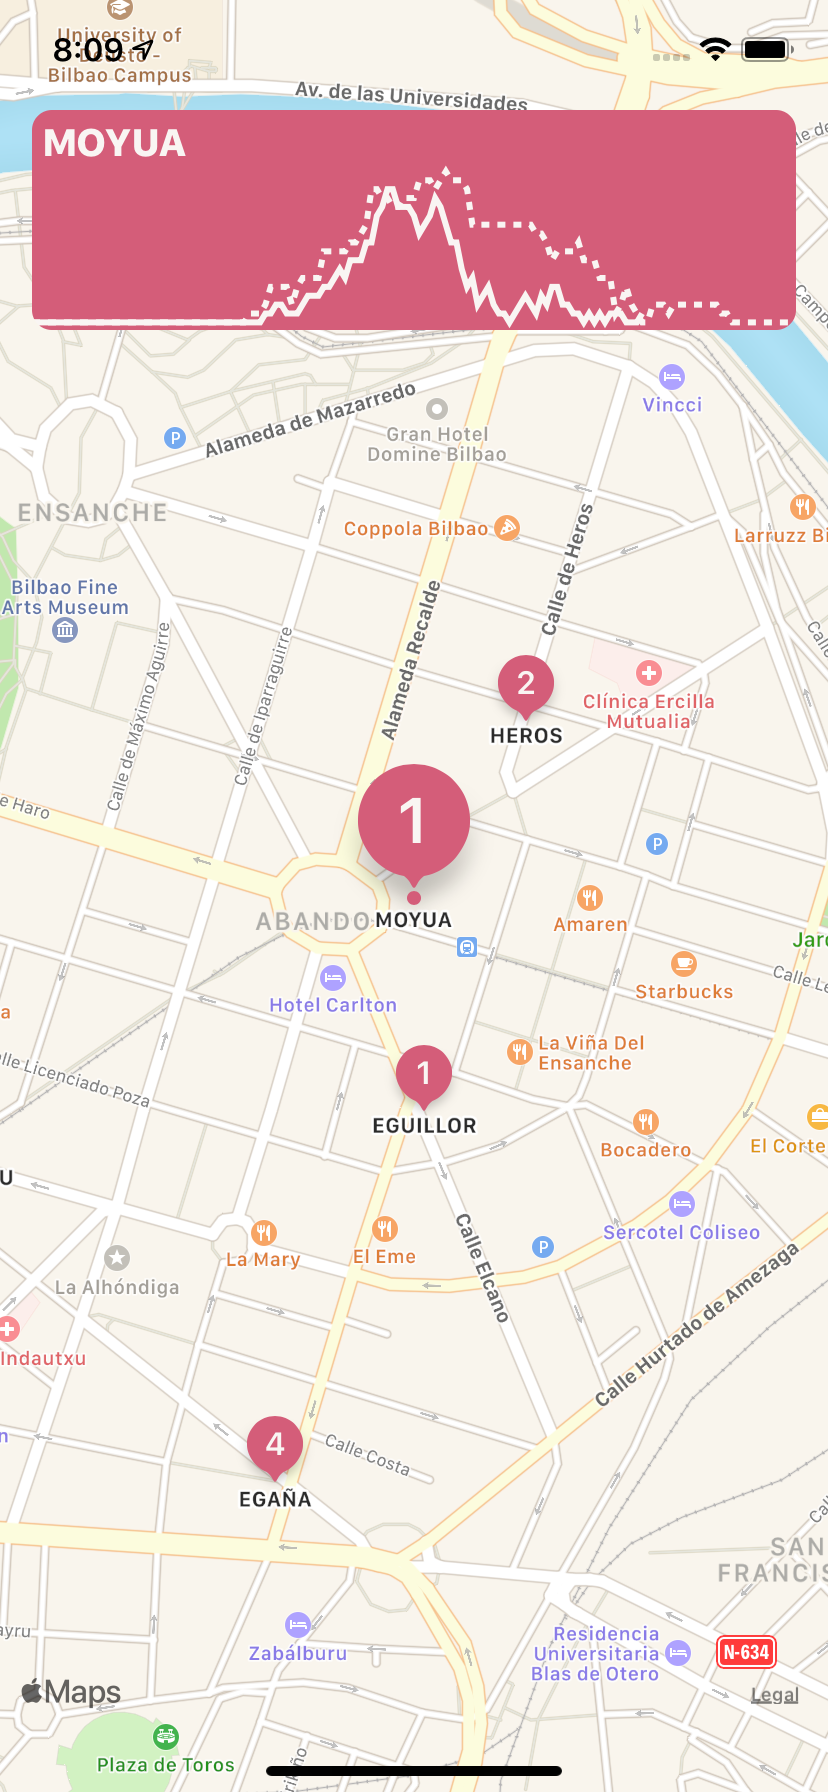 University of
Deusto -
Bilbao Campus
8:09
Av. de las Universidades
MOYUA
Alameda de Mazarredo
Vincci
P
Gran Hotel
Domine Bilbao
ENSANCHE
Coppola Bilbao
Calle de Heros
Larruzz Bi
Bilbao Fine
Arts Museum
Alameda Recalde
Calle de Máximo Aguirre
Calle de Iparraguirre
2
HEROS
Clínica Ercilla
Mutualia
e Haro
1
P
ABANDO
MOYUA
Amaren
Jard
Hotel Carlton
Starbucks
Calle Le
a
La Viña Del
Ensanche
1
EGUILLOR
lle Licenciado Poza
Bocadero
El Corte
U
Sercotel Coliseo
La Mary
El Eme
P
Calle Elcano
La Alhóndiga
Indautxu
Calle Hurtado de Amezaga
n
4
EGAÑA
Calle Costa
SAN
FRANCIS
Zabálburu
Residencia
Universitaria
Blas de Otero
N-634
ayru
Maps
Legal
Plaza de Toros